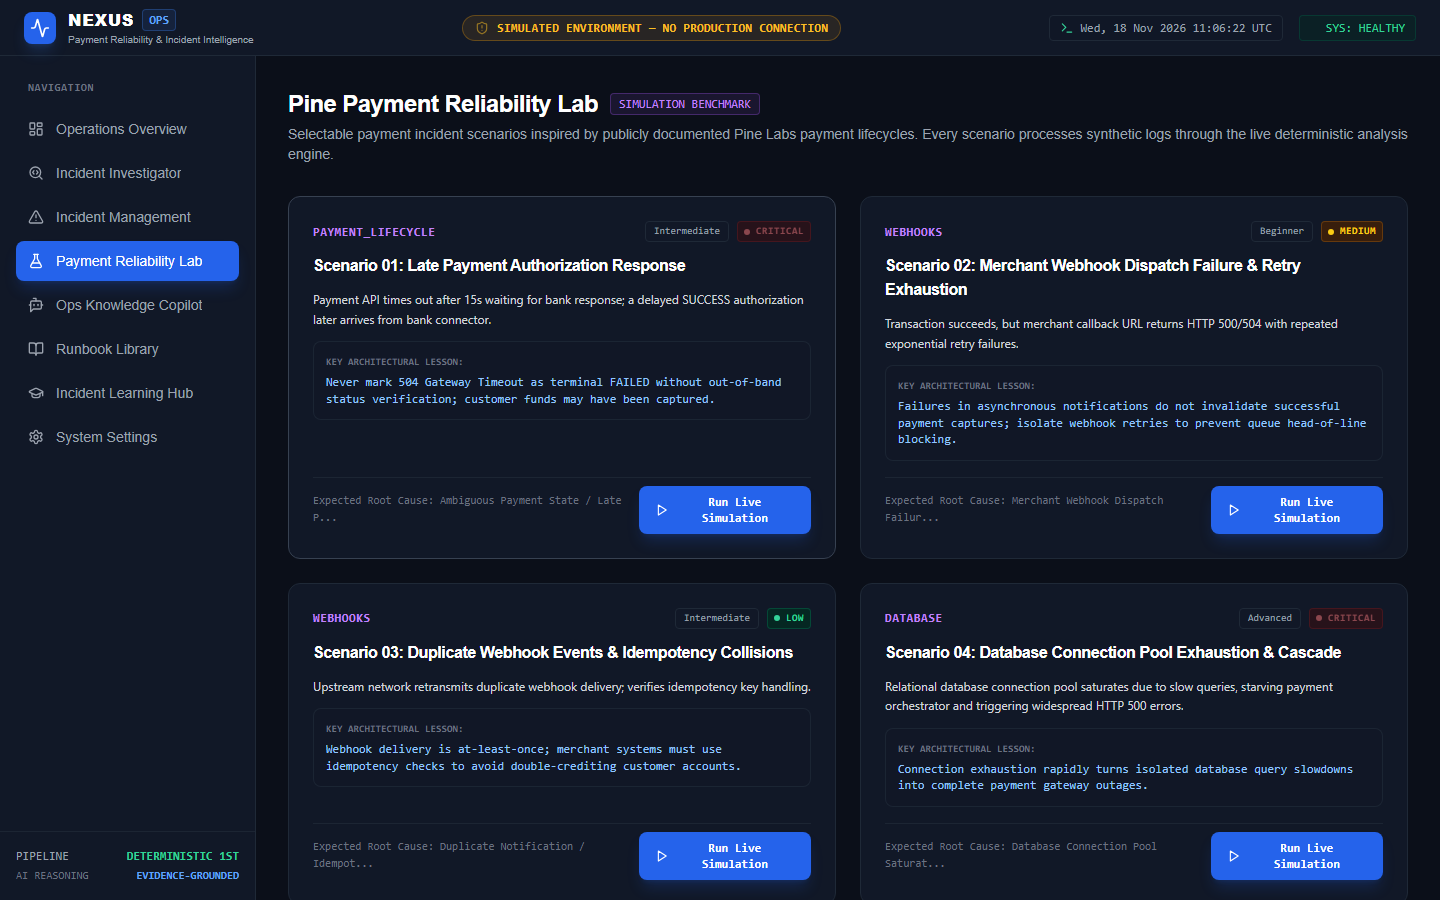 NEXUS OPS
Payment Reliability & Incident Intelligence
SIMULATED ENVIRONMENT — NO PRODUCTION CONNECTION
Wed, 18 Nov 2026 11:06:22 UTC
SYS: HEALTHY
NAVIGATION
Operations Overview
Incident Investigator
Incident Management
Payment Reliability Lab
Ops Knowledge Copilot
Runbook Library
Incident Learning Hub
System Settings
PIPELINE DETERMINISTIC 1ST
AI REASONING EVIDENCE-GROUNDED
Pine Payment Reliability Lab SIMULATION BENCHMARK
Selectable payment incident scenarios inspired by publicly documented Pine Labs payment lifecycles. Every scenario processes synthetic logs through the live deterministic analysis
engine.
PAYMENT_LIFECYCLE Intermediate CRITICAL
Scenario 01: Late Payment Authorization Response
Payment API times out after 15s waiting for bank response; a delayed SUCCESS authorization
later arrives from bank connector.
KEY ARCHITECTURAL LESSON:
Never mark 504 Gateway Timeout as terminal FAILED without out-of-band
status verification; customer funds may have been captured.
Expected Root Cause: Ambiguous Payment State / Late
P...
Run Live
Simulation
WEBHOOKS Beginner MEDIUM
Scenario 02: Merchant Webhook Dispatch Failure & Retry
Exhaustion
Transaction succeeds, but merchant callback URL returns HTTP 500/504 with repeated
exponential retry failures.
KEY ARCHITECTURAL LESSON:
Failures in asynchronous notifications do not invalidate successful
payment captures; isolate webhook retries to prevent queue head-of-line
blocking.
Expected Root Cause: Merchant Webhook Dispatch
Failur...
Run Live
Simulation
WEBHOOKS Intermediate LOW
Scenario 03: Duplicate Webhook Events & Idempotency Collisions
Upstream network retransmits duplicate webhook delivery; verifies idempotency key handling.
KEY ARCHITECTURAL LESSON:
Webhook delivery is at-least-once; merchant systems must use
idempotency checks to avoid double-crediting customer accounts.
Expected Root Cause: Duplicate Notification /
Idempot...
Run Live
Simulation
DATABASE Advanced CRITICAL
Scenario 04: Database Connection Pool Exhaustion & Cascade
Relational database connection pool saturates due to slow queries, starving payment
orchestrator and triggering widespread HTTP 500 errors.
KEY ARCHITECTURAL LESSON:
Connection exhaustion rapidly turns isolated database query slowdowns
into complete payment gateway outages.
Expected Root Cause: Database Connection Pool
Saturat...
Run Live
Simulation